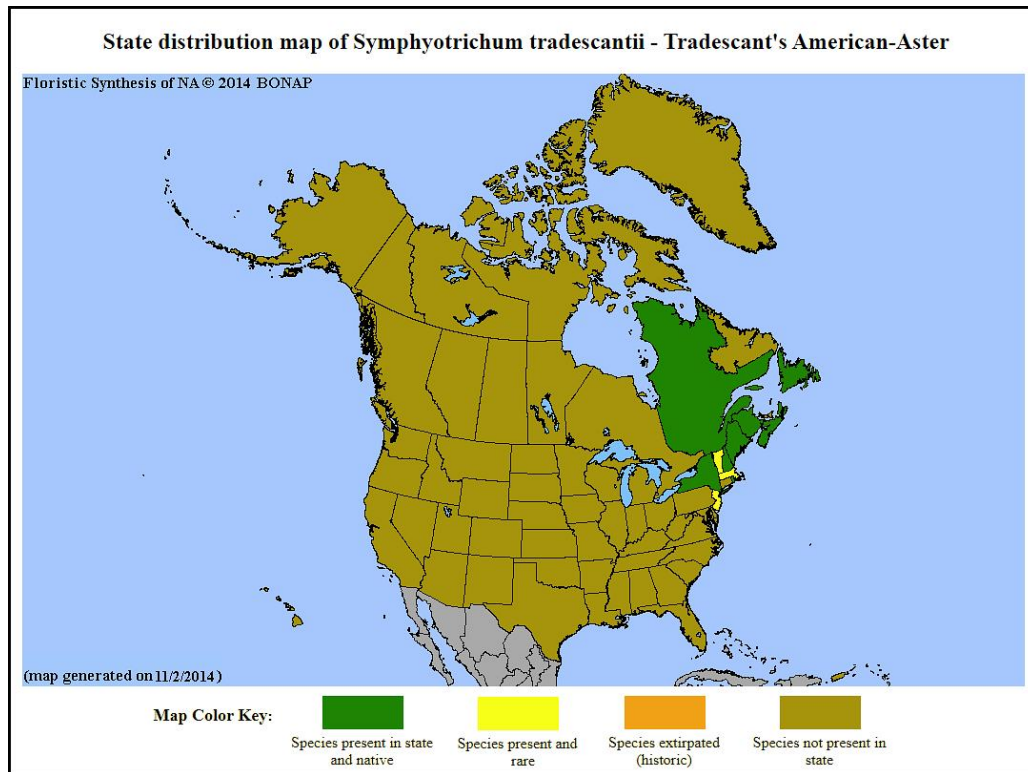 State distribution map of Symphyotrichum tradescantii - Tradescant's American-Aster
Floristic Synthesis of NA © 2014 BONAP
(map generated on 11/2/2014)
Map Color Key:
Species present in state
and native
Species present and
rare
Species extirpated
(historic)
Species not present in
state